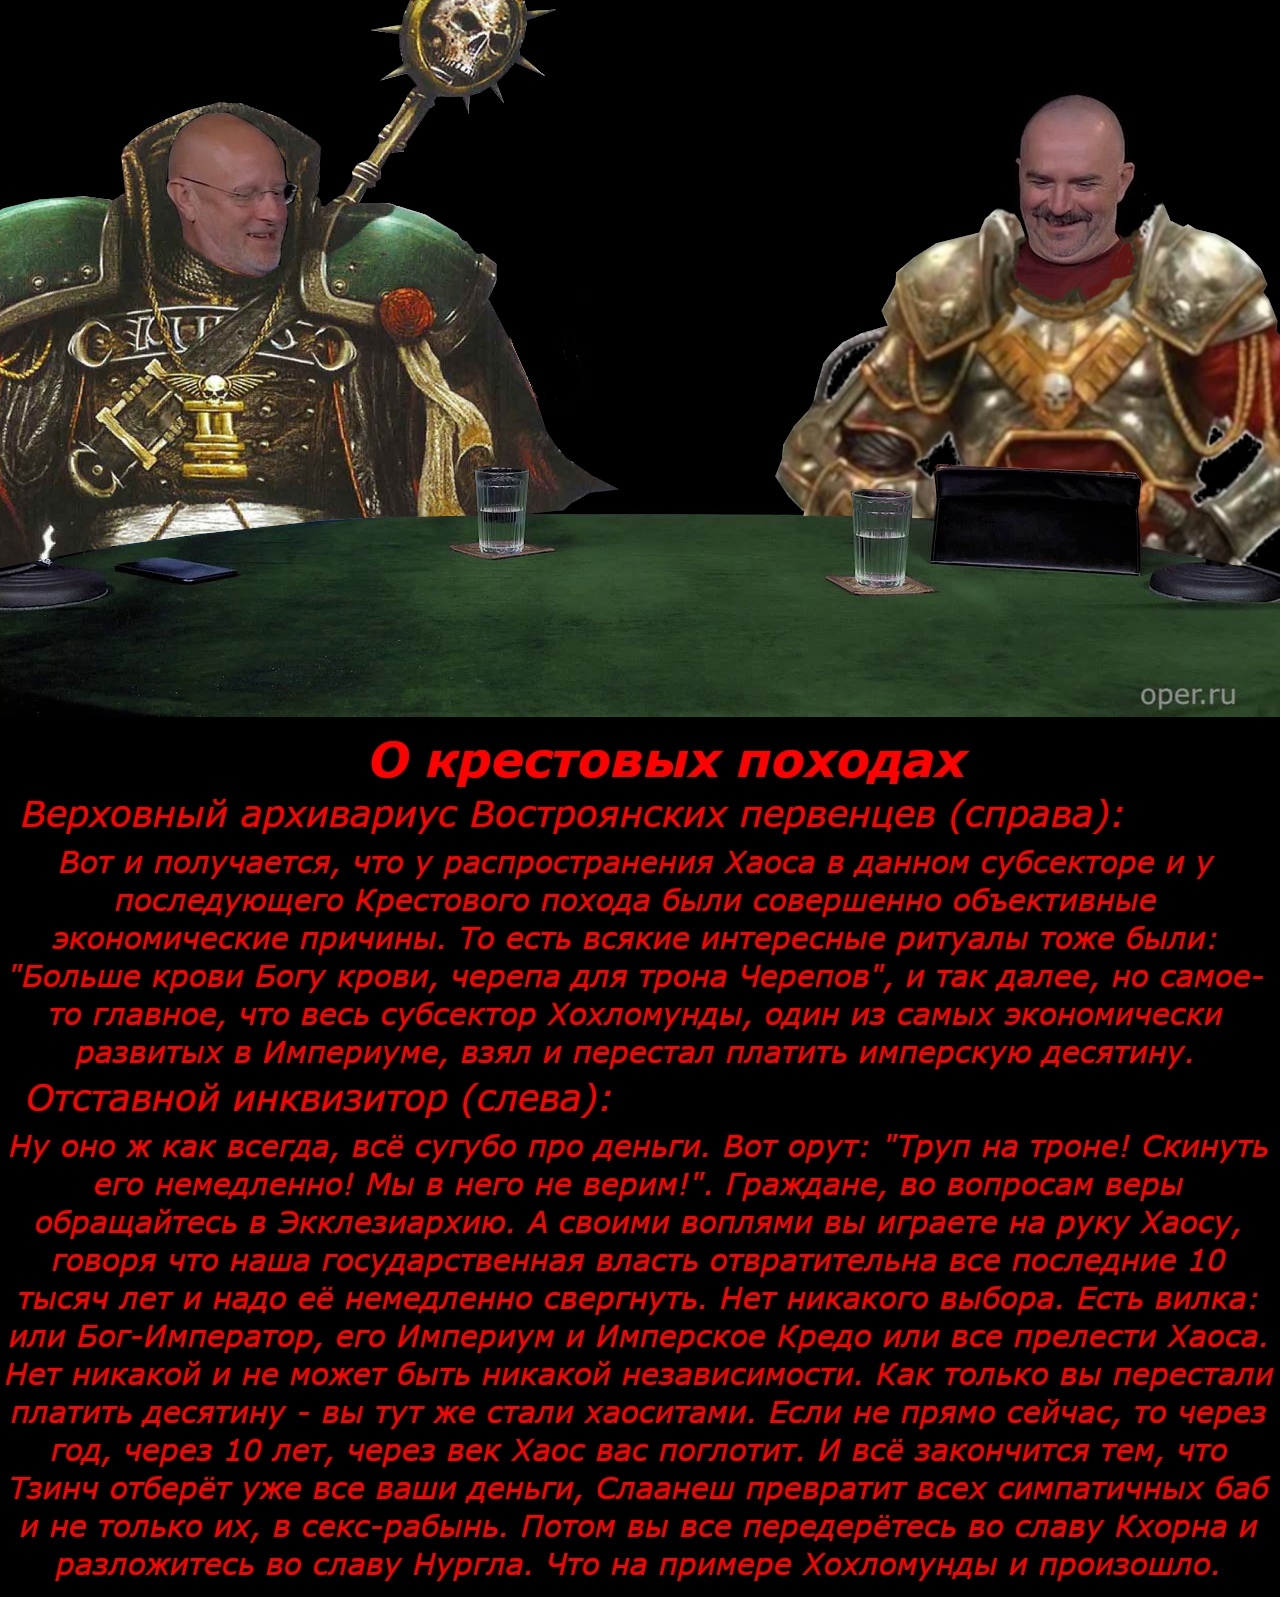 oper.ru
О крестовых походах
Верховный архивариус Востроянских первенцев (справа):
Вот и получается, что у распространения Хаоса в данном субсекторе и у
последующего Крестового похода были совершенно объективные
экономические причины. То есть всякие интересные ритуалы тоже были:
"Больше крови Богу крови, черепа для трона Черепов", и так далее, но самое-
то главное, что весь субсектор Хохломунды, один из самых экономически
развитых в Империуме, взял и перестал платить имперскую десятину.
Отставной инквизитор (слева):
Ну оно ж как всегда, всё сугубо про деньги. Вот орут: "Труп на троне! Скинуть
его немедленно! Мы в него не верим!". Граждане, во вопросам веры
обращайтесь в Экклезиархию. А своими воплями вы играете на руку Хаосу,
говоря что наша государственная власть отвратительна все последние 10
тысяч лет и надо её немедленно свергнуть. Нет никакого выбора. Есть вилка:
или Бог-Император, его Империум и Имперское Кредо или все прелести Хаоса.
Нет никакой и не может быть никакой независимости. Как только вы перестали
платить десятину - вы тут же стали хаоситами. Если не прямо сейчас, то через
год, через 10 лет, через век Хаос вас поглотит. И всё закончится тем, что
Тзинч отберёт уже все ваши деньги, Слаанеш превратит всех симпатичных баб
и не только их, в секс-рабынь. Потом вы все передерётесь во славу Кхорна и
разложитесь во славу Нургла. Что на примере Хохломунды и произошло.